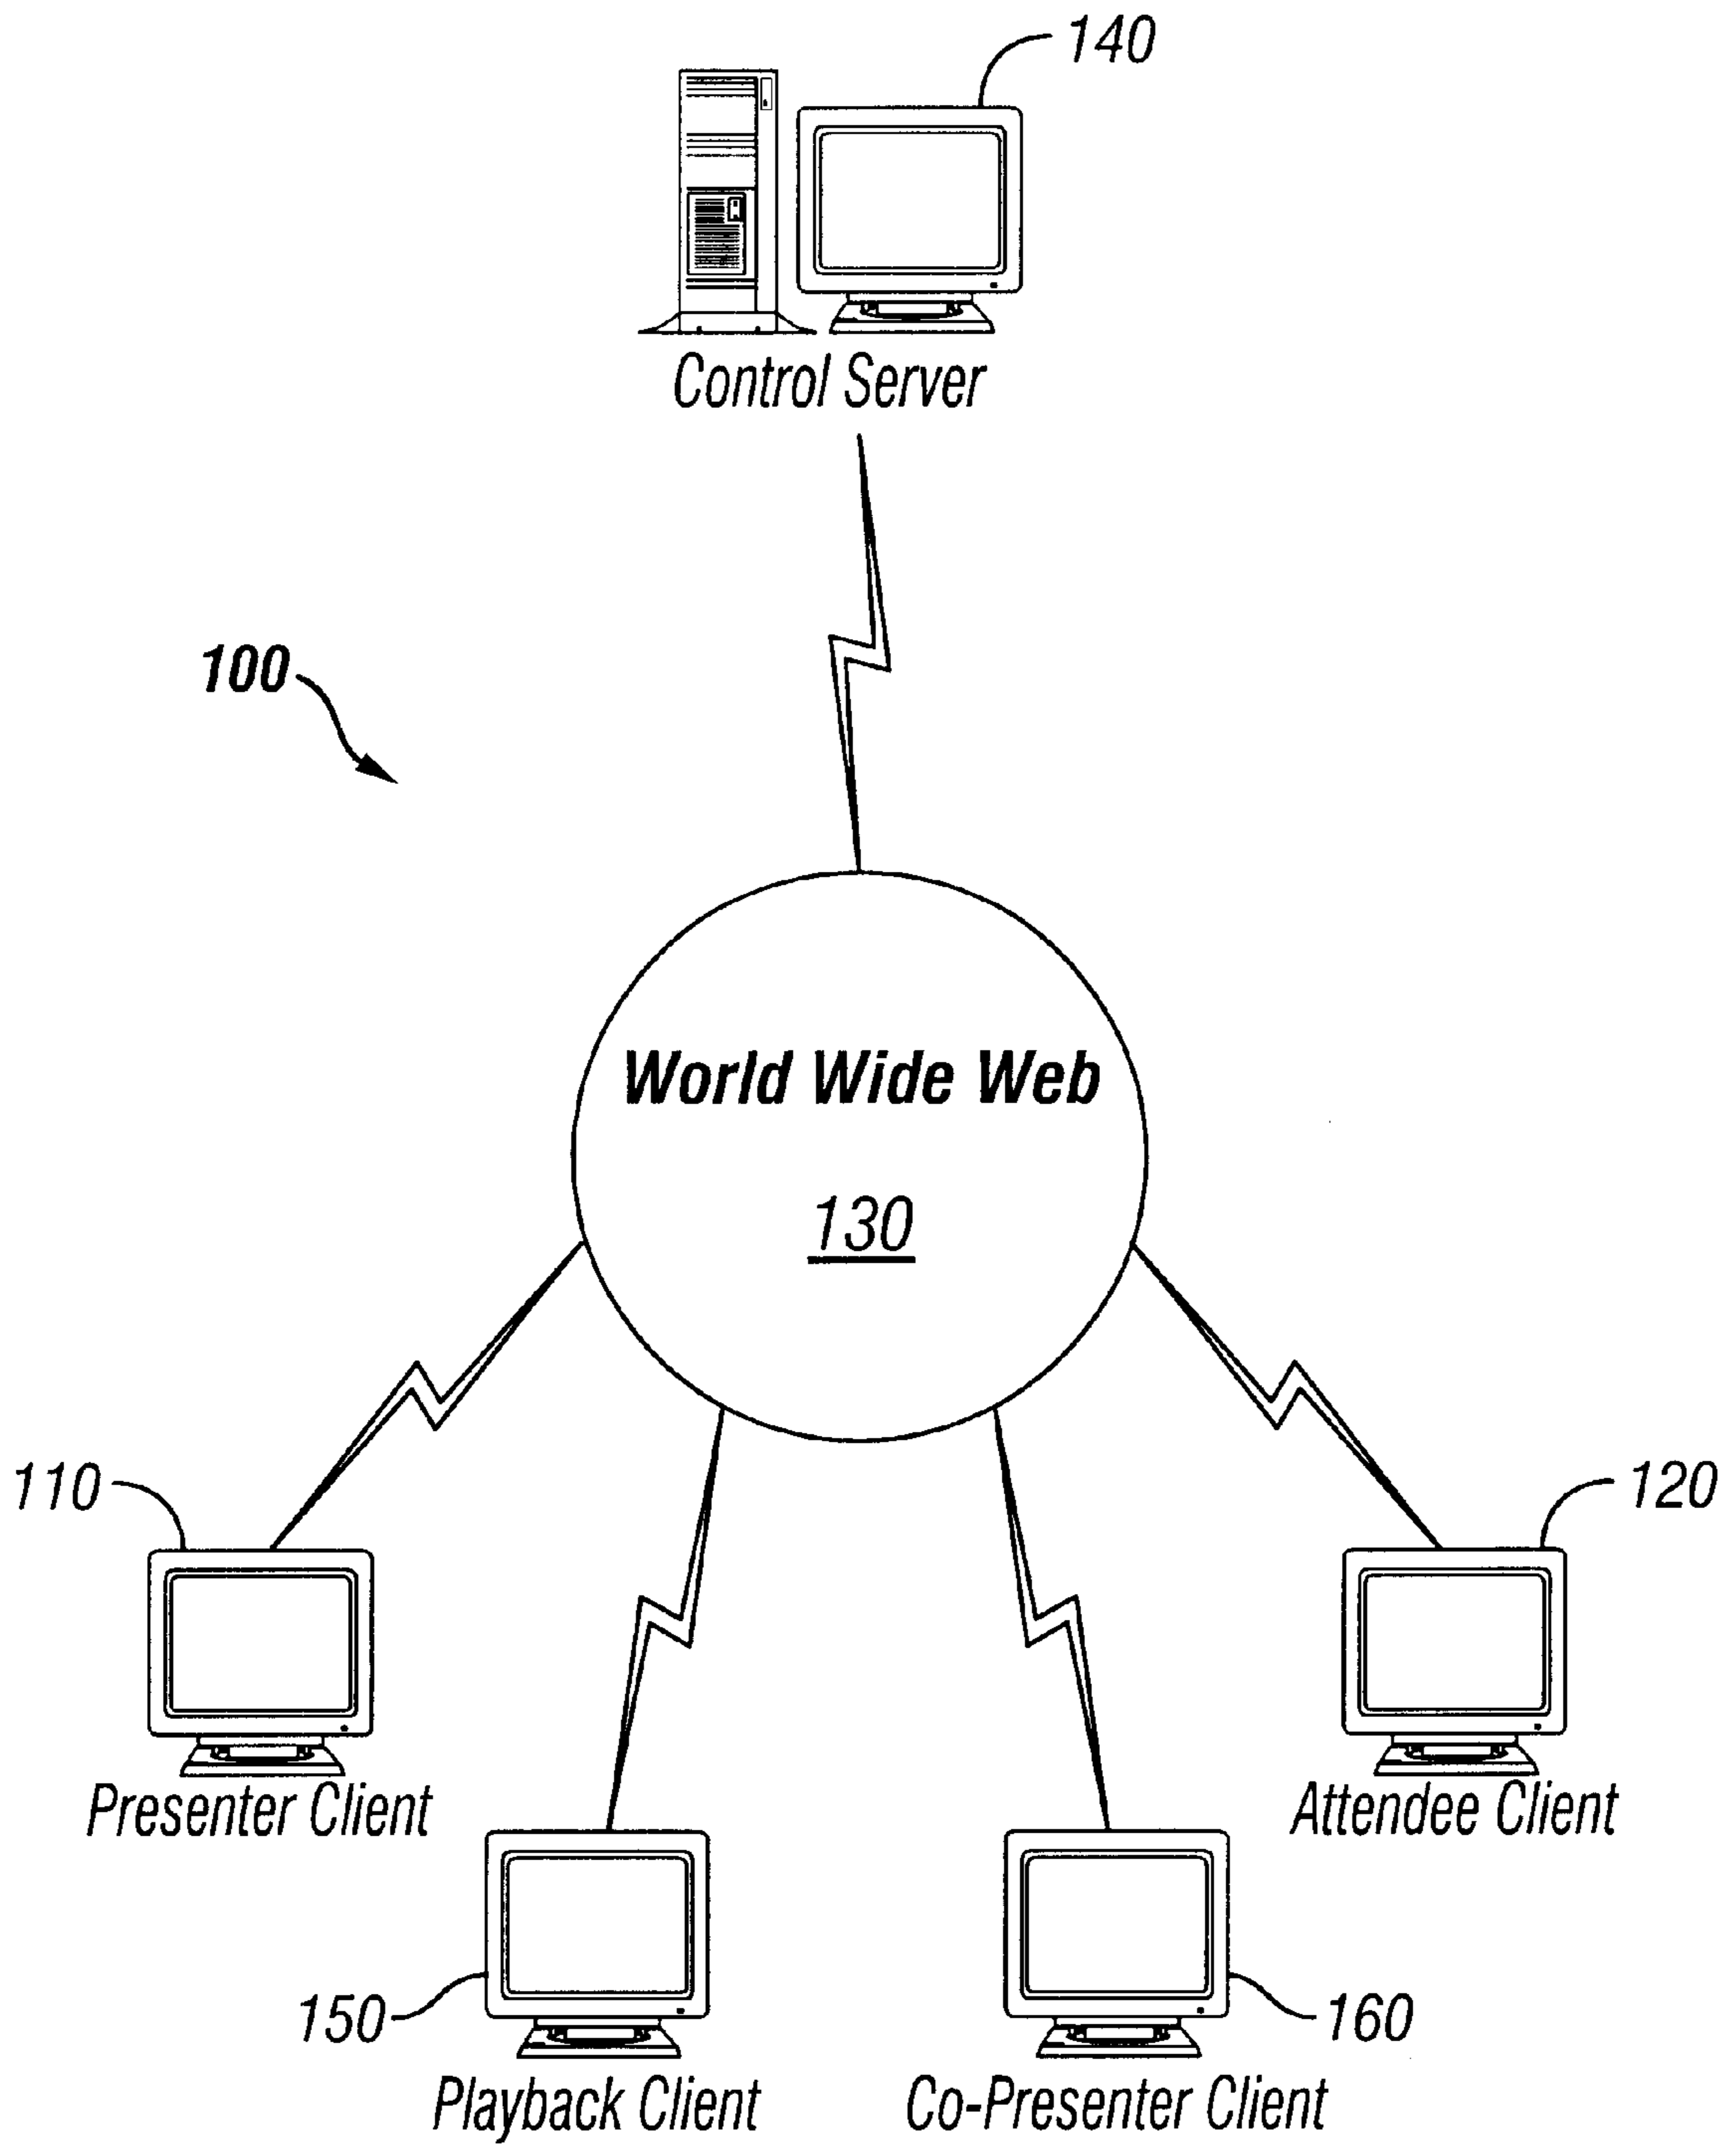 140
Control Server
100
World Wide Web
130
110
120
Presenter Client
Attendee Client
150
160
Playback Client
Co-Presenter Client